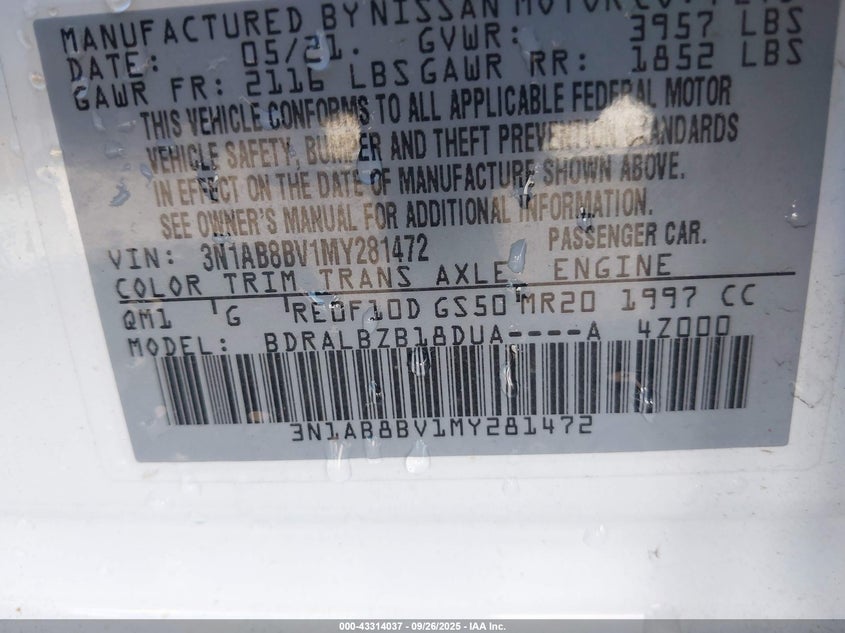 MANUFACTURED BY NISSAN MOTOR CO., LTD
DATE: 05/21. GVWR: 3957 LBS
GAWR FR: 2116 LBS GAWR RR: 1852 LBS
THIS VEHICLE CONFORMS TO ALL APPLICABLE FEDERAL MOTOR
VEHICLE SAFETY, BUMPER AND THEFT PREVENTION STANDARDS
IN EFFECT ON THE DATE OF MANUFACTURE SHOWN ABOVE.
SEE OWNER'S MANUAL FOR ADDITIONAL INFORMATION.
VIN: 3N1AB8BV1MY281472 PASSENGER CAR.
COLOR TRIM TRANS AXLE ENGINE
QM1 G RE0F10D GS50 MR20 1997 CC
MODEL: BDRALBZB18DUA----A 4Z000
3N1AB8BV1MY281472
000-43314037 - 09/26/2025 - IAA Inc.